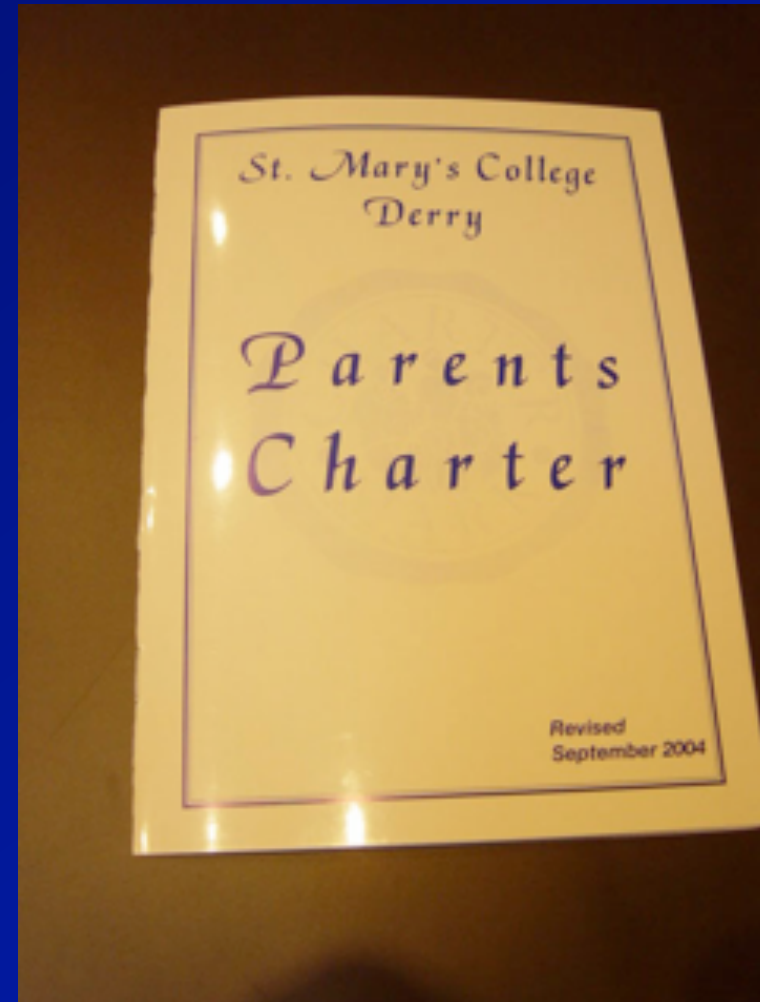 St. Mary's College
Derry
Parents
Charter
Revised
September 2004